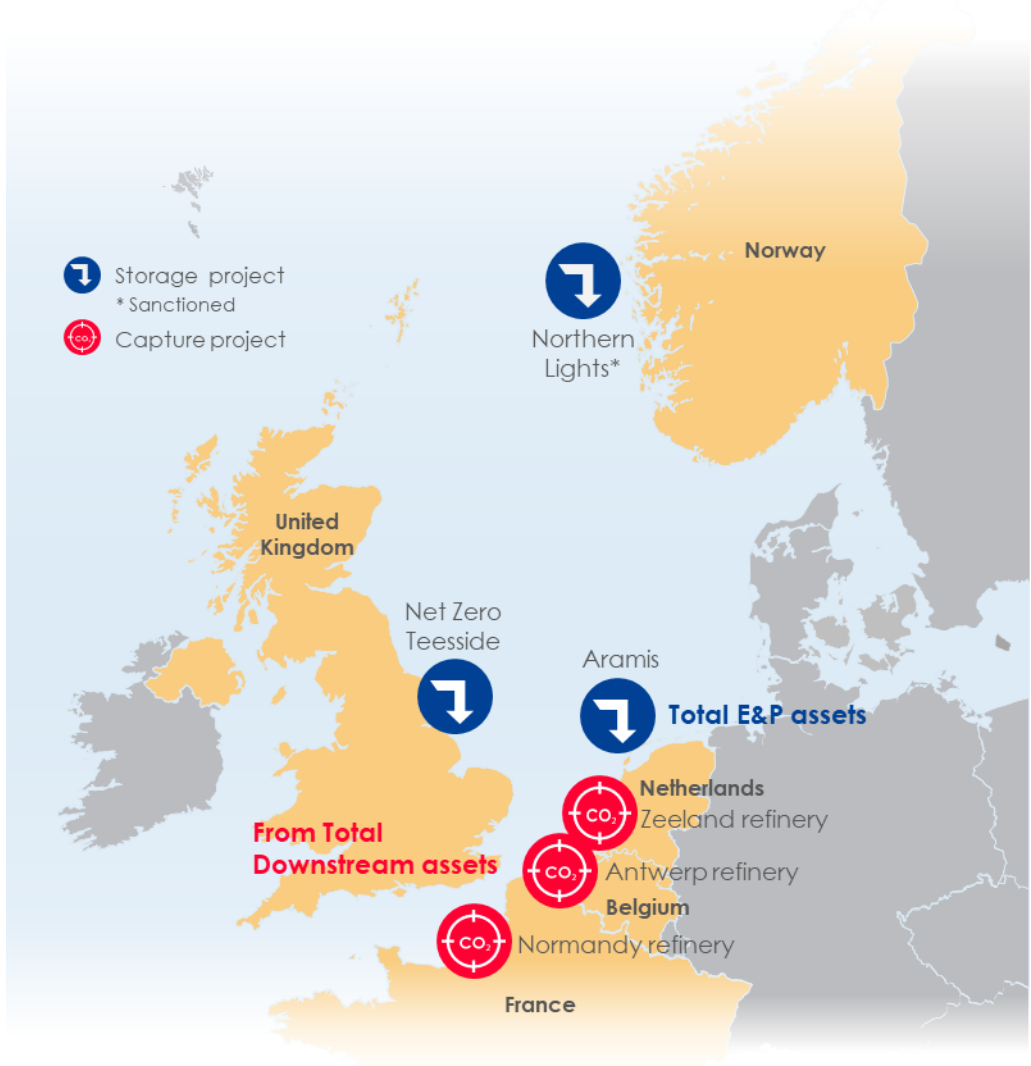 Norway
Storage project
* Sanctioned
Capture project
CO₂
Northern
Lights*
United
Kingdom
Net Zero
Teesside
Aramis
Total E&P assets
Netherlands
CO₂
Zeeland refinery
From Total
Downstream assets
CO₂
Antwerp refinery
Belgium
CO₂
Normandy refinery
France